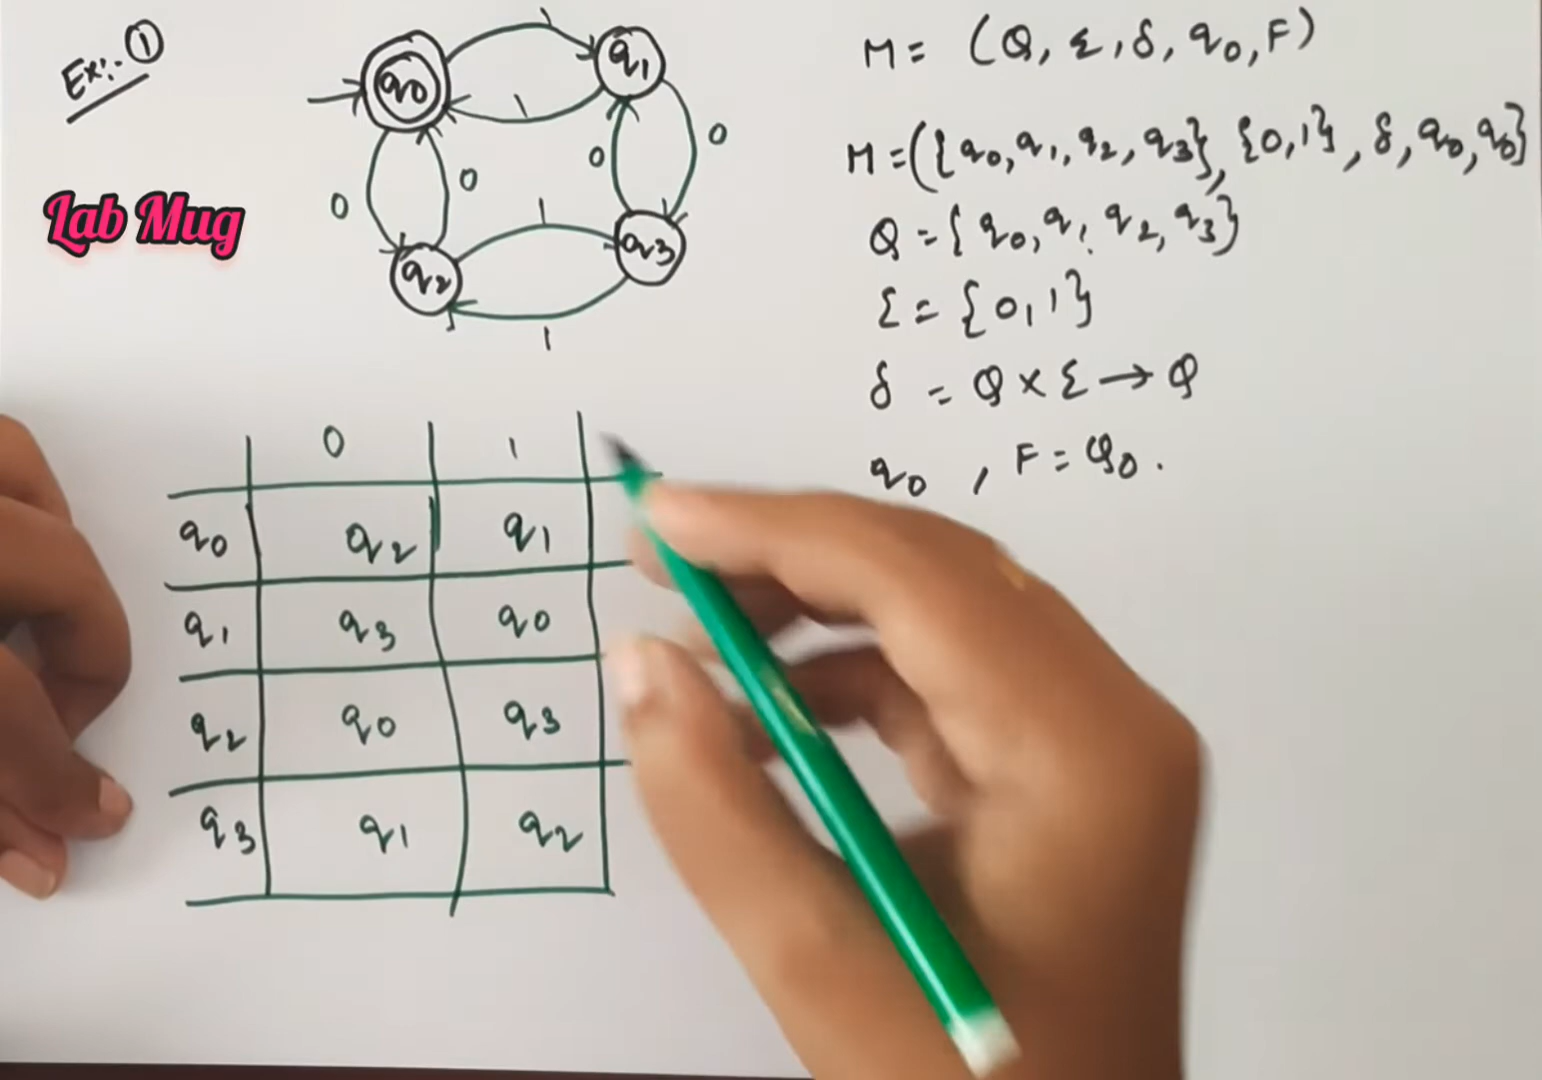 Ex:- ①
Lab Mug
q0 1 q1
1
0 0 0 0
1
q2 q3
1
0 1
q0 q2 q1
q1 q3 q0
q2 q0 q3
q3 q1 q2
M = (Q, Σ, δ, q0, F)
M = ({q0, q1, q2, q3}, {0,1}, δ, q0, q0}
Q = {q0, q1 q2, q3}
Σ = {0,1}
δ = Q × Σ → Q
q0 , F = q0.